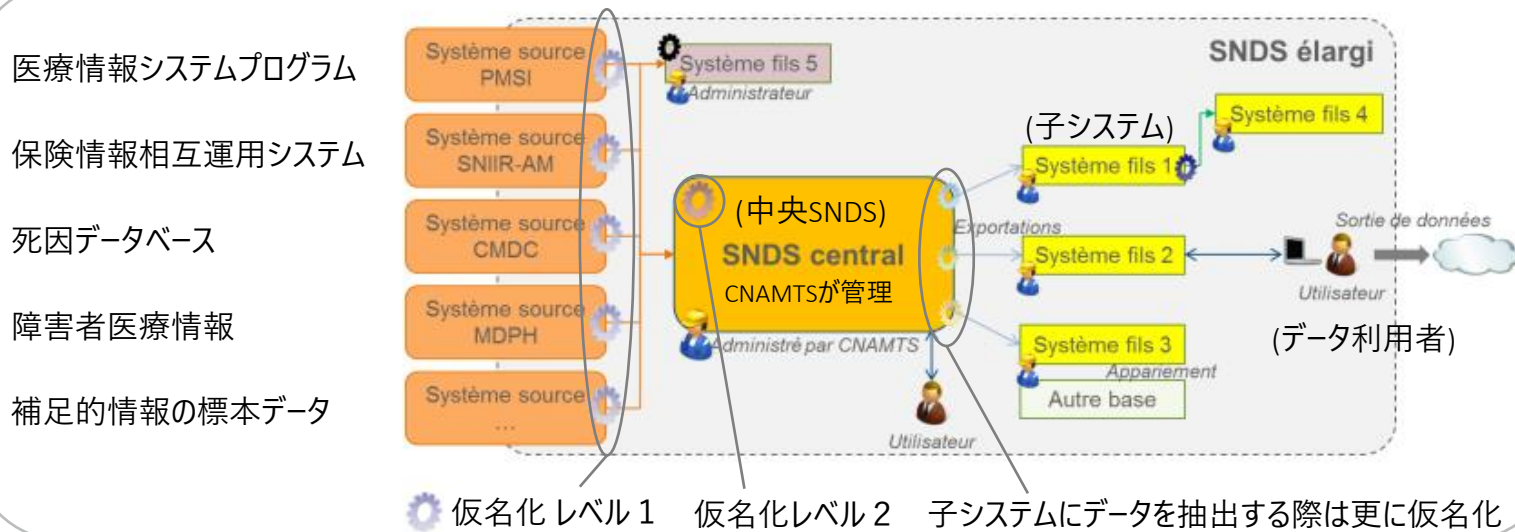 医療情報システムプログラム
保険情報相互運用システム
死因データベース
障害者医療情報
補足的情報の標本データ
Système source
PMSI
Système source
SNIIR-AM
Système source
CMDC
Système source
MDPH
Système source
...
Système fils 5
Administrateur
SNDS élargi
(中央SNDS)
SNDS central
CNAMTSが管理
Administré par CNAMTS
Utilisateur
Exportations
(子システム)
Système fils 1
Système fils 4
Système fils 2
Système fils 3
Appariement
Autre base
Sortie de données
Utilisateur
(データ利用者)
仮名化 レベル 1
仮名化レベル 2
子システムにデータを抽出する際は更に仮名化